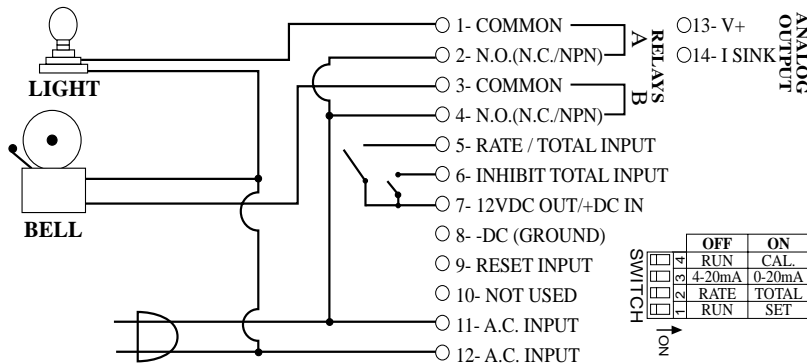 LIGHT
BELL
1- COMMON
2- N.O.(N.C./NPN)
3- COMMON
4- N.O.(N.C./NPN)
5- RATE / TOTAL INPUT
6- INHIBIT TOTAL INPUT
7- 12VDC OUT/+DC IN
8- -DC (GROUND)
9- RESET INPUT
10- NOT USED
11- A.C. INPUT
12- A.C. INPUT
A
B
RELAYS
13- V+
14- I SINK
ANALOG
OUTPUT
SWITCH
OFF ON
4 RUN CAL.
3 4-20mA 0-20mA
2 RATE TOTAL
1 RUN SET
ON